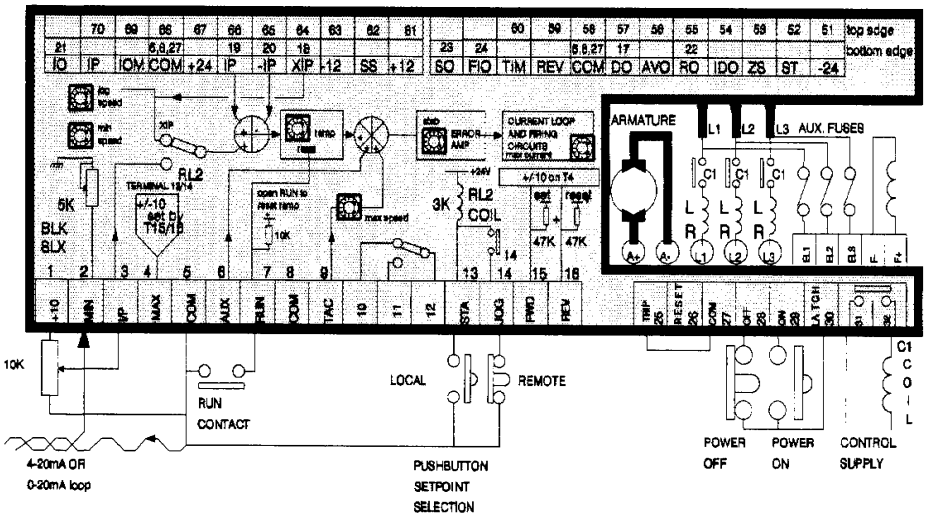 70 69 68 67 66 65 64 63 62 61 60 59 58 57 56 55 54 53 52 51 top edge
21 6,8,27 19 20 18 23 24 6,8,27 17 22 bottom edge
IO IP IOM COM +24 IP -IP XIP -12 SS +12 SO FIO TIM REV COM DO AVO RO IDO ZS ST -24
speed
min speed
XIP
ramp
reset
stab
ERROR AMP
CURRENT LOOP
AND FIRING
CIRCUITS
max current
ARMATURE
L1 L2 L3 AUX. FUSES
C1 C1 C1
min
5K
BLK
SLX
RL2
TERMINAL 13/14
+/-10
set by
T15/16
open RUN to
reset ramp
10K
max speed
+24V
3K
RL2
COIL
14
+/-10 on T4
set + reset
47K 47K
L L L
R R R
A+ A- L1 L2 L3 EL1 EL2 EL3 F- F+
1 2 3 4 5 6 7 8 9 13 14 15 16
+10 MIN I/P MAX COM AUX RUN COM TAC 10 11 12 STA JOG FWD REV
TRIP 25 RESET 26 COM 27 OFF 28 ON 29 LATCH 30 31 32
10K
RUN
CONTACT
4-20mA OR
0-20mA loop
LOCAL REMOTE
PUSHBUTTON
SETPOINT
SELECTION
POWER
OFF
POWER
ON
CONTROL
SUPPLY
C1
C
O
I
L